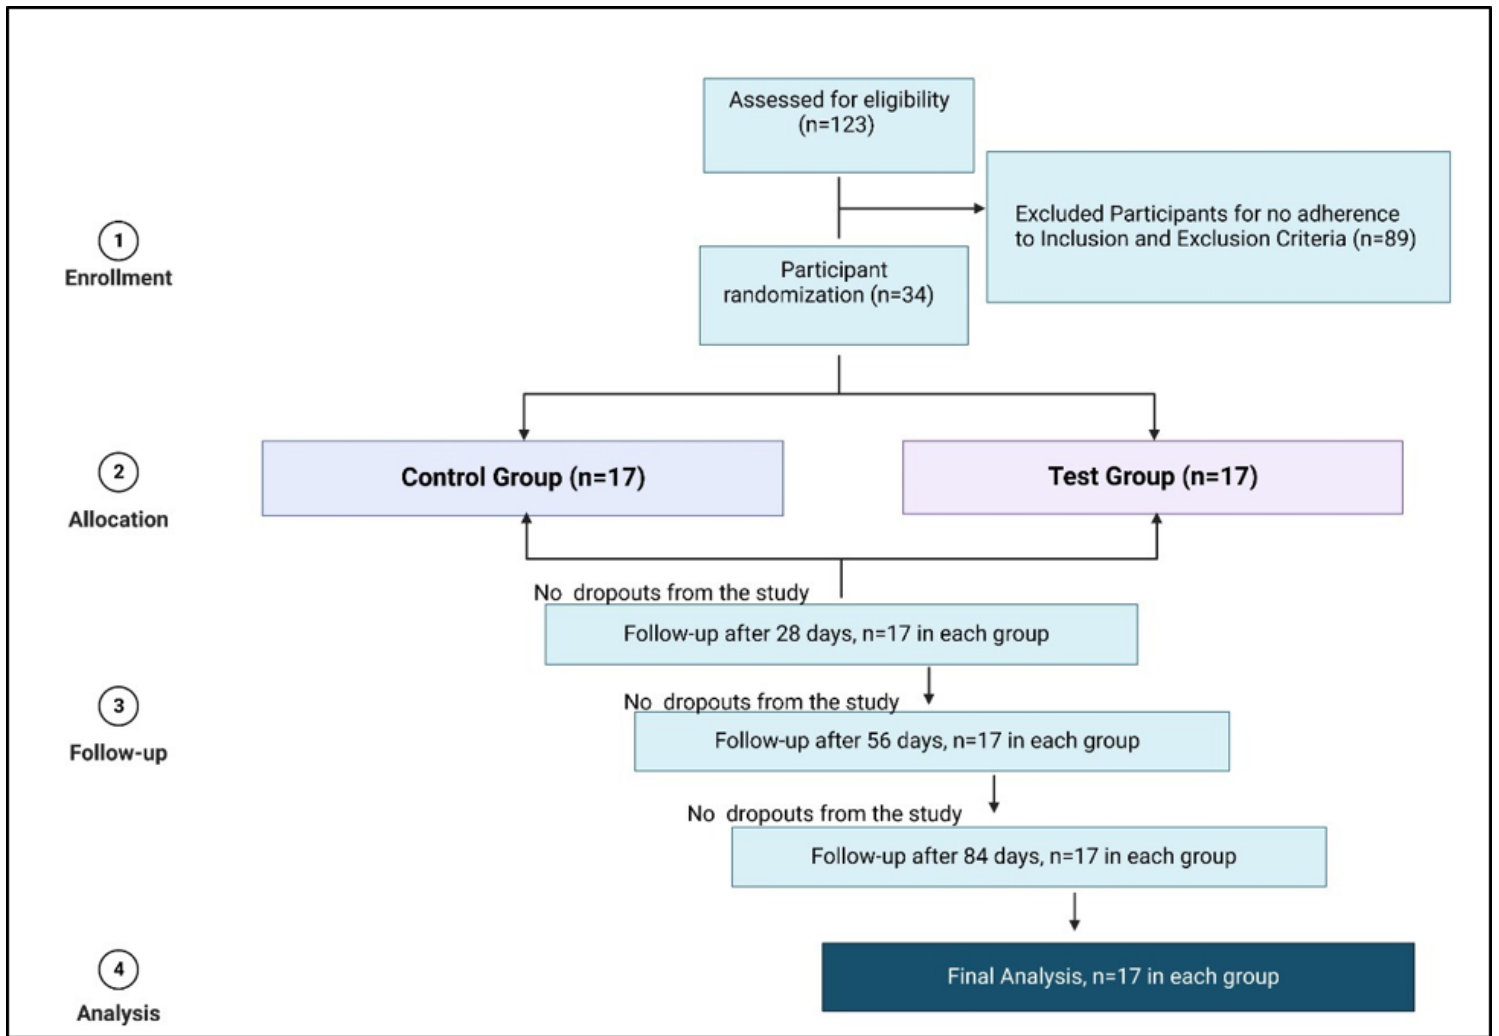 Assessed for eligibility
(n=123)
Excluded Participants for no adherence
to Inclusion and Exclusion Criteria (n=89)
1
Enrollment
Participant
randomization (n=34)
2
Allocation
Control Group (n=17)
Test Group (n=17)
No dropouts from the study
Follow-up after 28 days, n=17 in each group
3
Follow-up
No dropouts from the study
Follow-up after 56 days, n=17 in each group
No dropouts from the study
Follow-up after 84 days, n=17 in each group
4
Analysis
Final Analysis, n=17 in each group